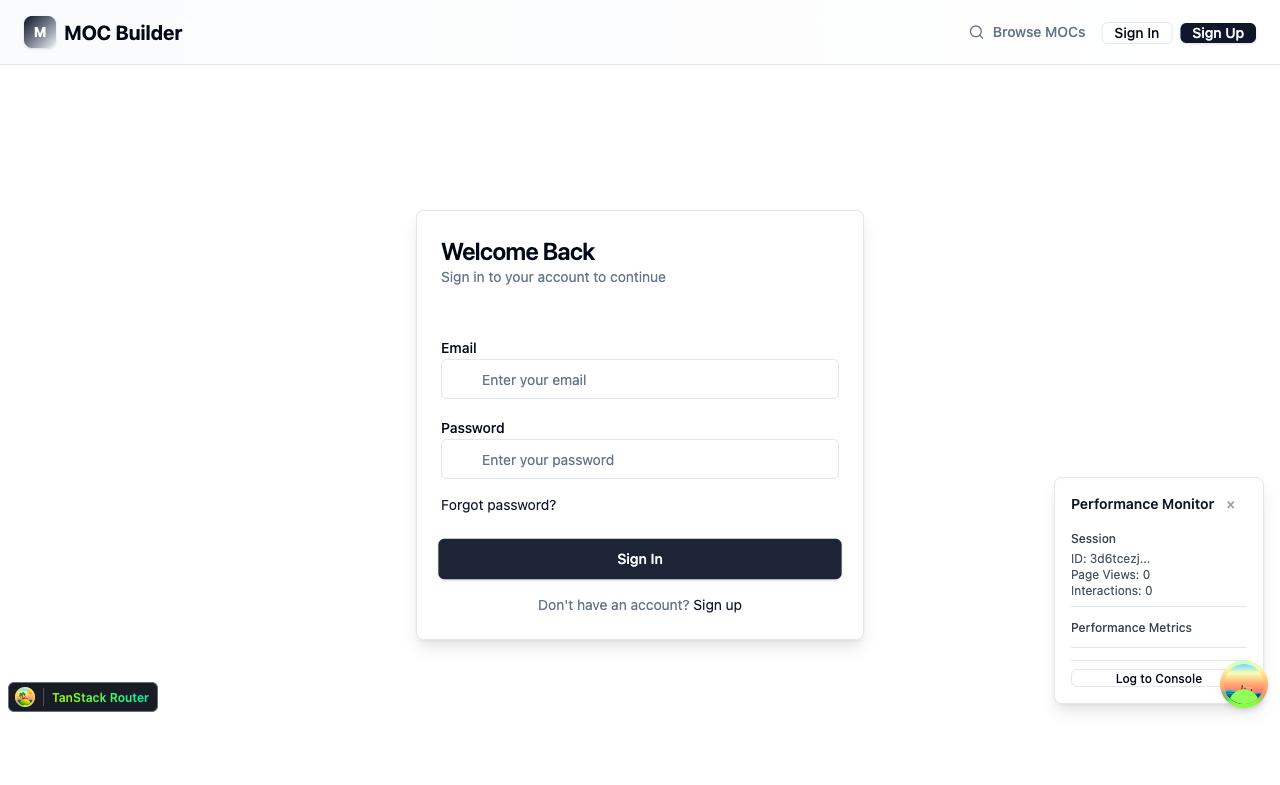 M MOC Builder
Browse MOCs
Sign In
Sign Up
Welcome Back
Sign in to your account to continue
Email
Enter your email
Password
Enter your password
Forgot password?
Sign In
Don't have an account? Sign up
Performance Monitor ×
Session
ID: 3d6tcezj...
Page Views: 0
Interactions: 0
Performance Metrics
Log to Console
TanStack Router